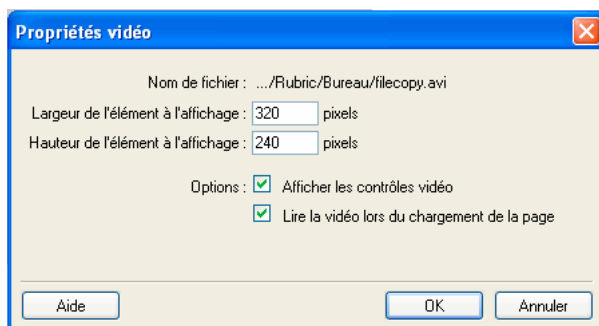 Propriétés vidéo
Nom de fichier : .../Rubric/Bureau/filecopy.avi
Largeur de l'élément à l'affichage : 320 pixels
Hauteur de l'élément à l'affichage : 240 pixels
Options : Afficher les contrôles vidéo
Lire la vidéo lors du chargement de la page
Aide OK Annuler